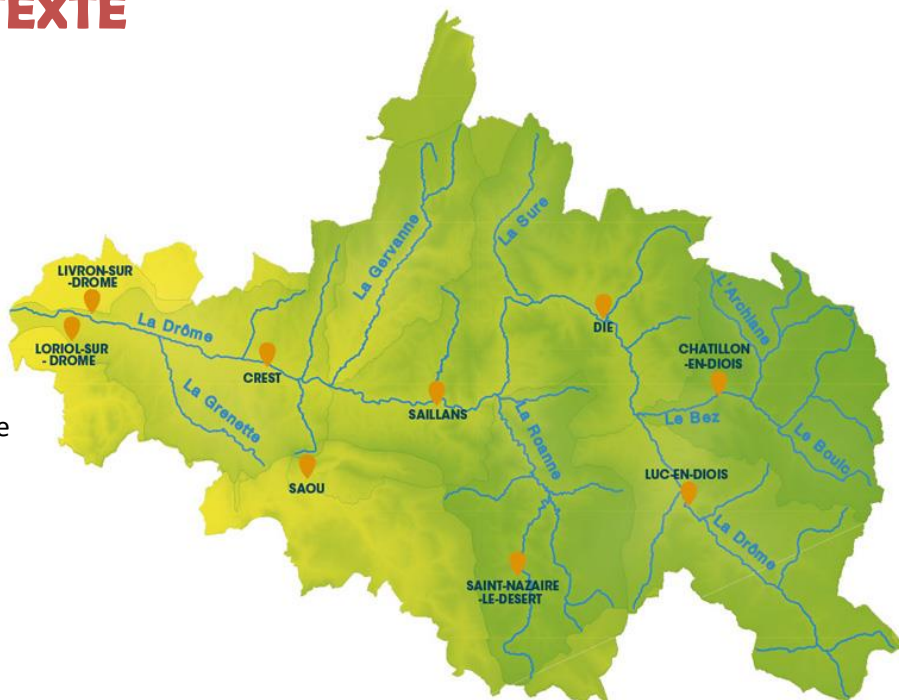 EXTE
La Gervanne
La Sure
LIVRON-SUR
-DROME
L'Archiane
La Drôme
DIE
LORIOL-SUR
- DROME
CHATILLON
-EN-DIOIS
CREST
La Grenette
SAILLANS
Le Bez
e
La Roanne
Le Boulc
SAOU
LUC-EN-DIOIS
La Drôme
SAINT-NAZAIRE
-LE-DESERT